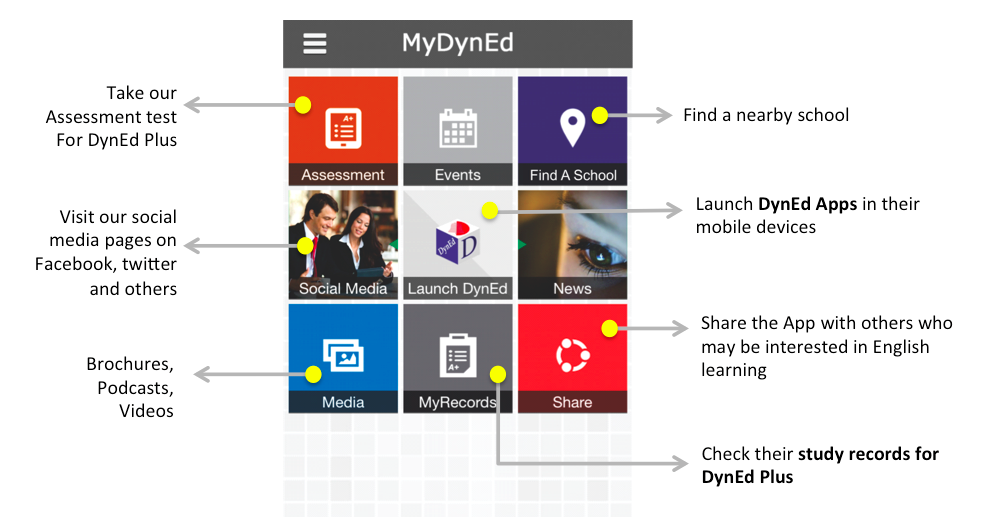 MyDynEd
Take our
Assessment test
For DynEd Plus
A+
Assessment
Events
Find A School
Find a nearby school
Visit our social
media pages on
Facebook, twitter
and others
Social Media
DynEd
D
Launch DynEd
News
Launch DynEd Apps in their
mobile devices
Brochures,
Podcasts,
Videos
Media
A+
MyRecords
Share
Share the App with others who
may be interested in English
learning
Check their study records for
DynEd Plus